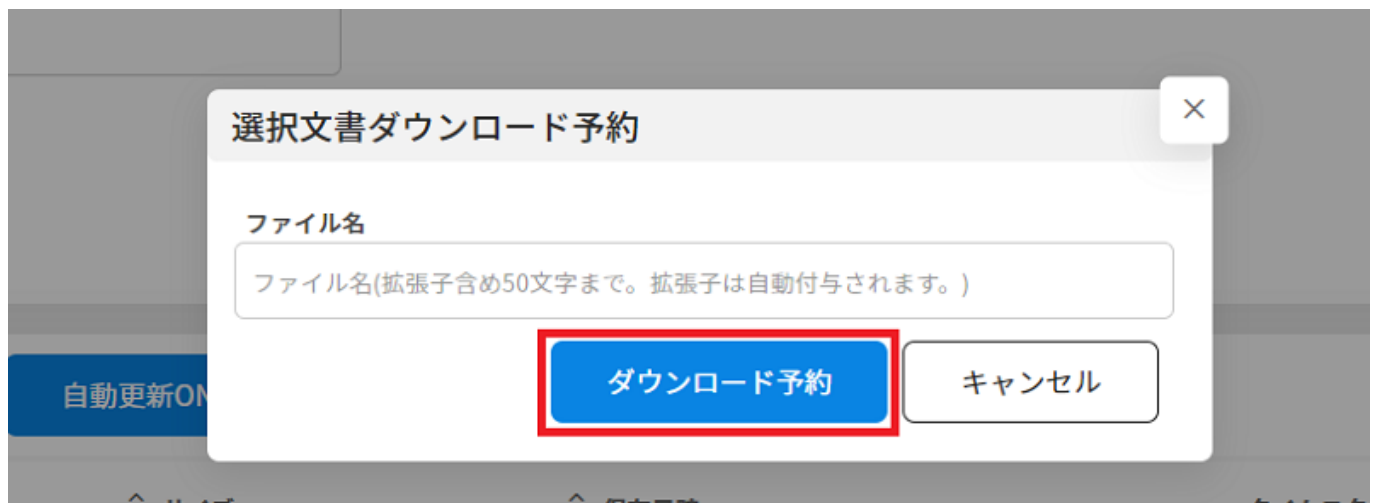 選択文書ダウンロード予約
ファイル名
ファイル名(拡張子含め50文字まで。拡張子は自動付与されます。)
ダウンロード予約
キャンセル
自動更新ON